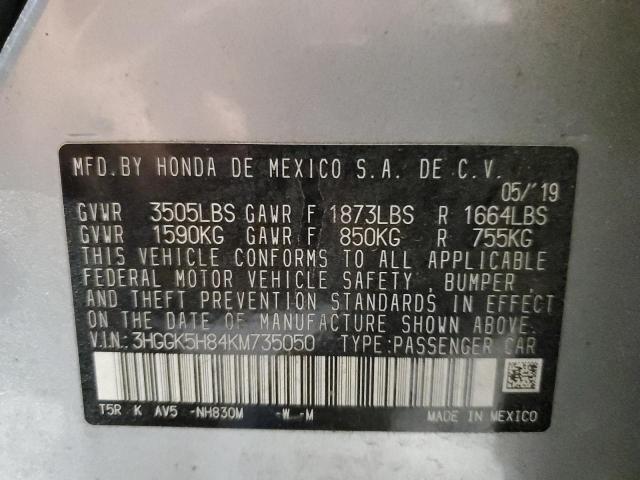 MFD. BY HONDA DE MEXICO S.A. DE C.V.
05/'19
GVWR 3505LBS GAWR F 1873LBS R 1664LBS
GVWR 1590KG GAWR F 850KG R 755KG
THIS VEHICLE CONFORMS TO ALL APPLICABLE
FEDERAL MOTOR VEHICLE SAFETY, BUMPER,
AND THEFT PREVENTION STANDARDS IN EFFECT
ON THE DATE OF MANUFACTURE SHOWN ABOVE.
V.I.N: 3HGGK5H84KM735050 TYPE: PASSENGER CAR
T5R K AV5 -NH830M -W -M MADE IN MEXICO